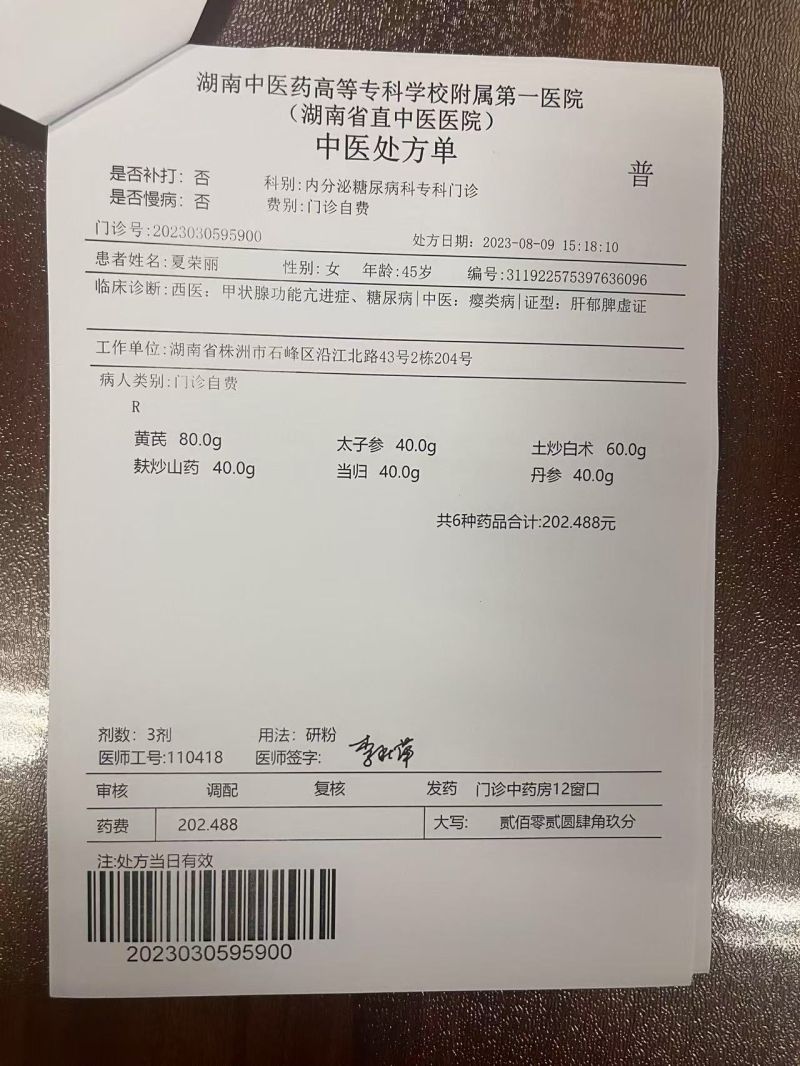 湖南中医药高等专科学校附属第一医院
（湖南省直中医医院）
中医处方单
普
是否补打：否 科别:内分泌糖尿病科专科门诊
是否慢病：否 费别:门诊自费
门诊号:2023030595900 处方日期：2023-08-09 15:18:10
患者姓名:夏荣丽 性别:女 年龄:45岁 编号:311922575397636096
临床诊断:西医：甲状腺功能亢进症、糖尿病|中医：瘿类病|证型：肝郁脾虚证
工作单位:湖南省株洲市石峰区沿江北路43号2栋204号
病人类别:门诊自费
R
黄芪 80.0g 太子参 40.0g 土炒白术 60.0g
麸炒山药 40.0g 当归 40.0g 丹参 40.0g
共6种药品合计:202.488元
剂数：3剂 用法：研粉
医师工号:110418 医师签字:
审核 调配 复核 发药 门诊中药房12窗口
药费 202.488 大写： 贰佰零贰圆肆角玖分
注:处方当日有效
2023030595900